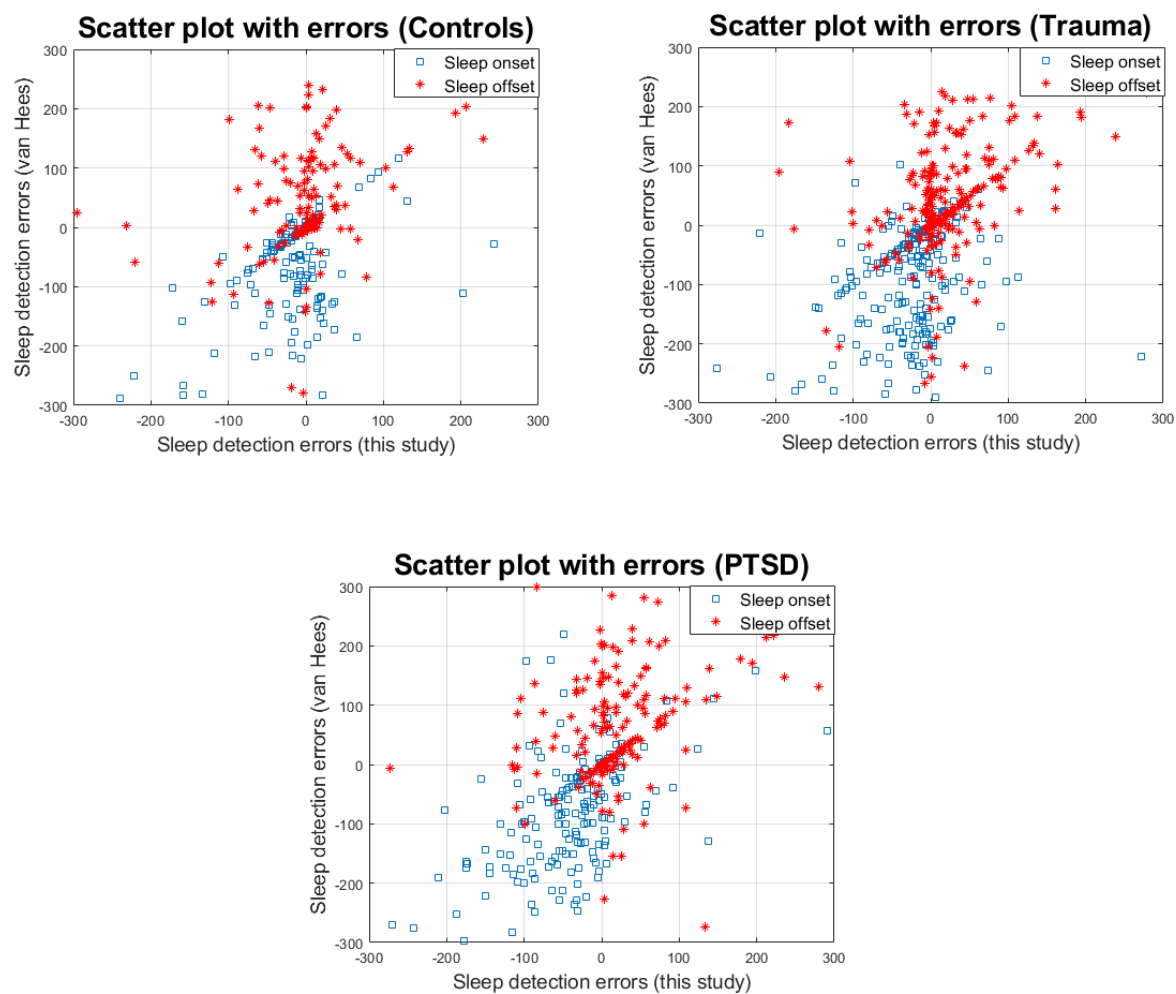 Scatter plot with errors (Controls)
Sleep onset
Sleep offset
Sleep detection errors (van Hees)
300
200
100
0
-100
-200
-300
-300
-200
-100
0
100
200
300
Sleep detection errors (this study)
Scatter plot with errors (Trauma)
Sleep onset
Sleep offset
Sleep detection errors (van Hees)
300
200
100
0
-100
-200
-300
-300
-200
-100
0
100
200
300
Sleep detection errors (this study)
Scatter plot with errors (PTSD)
Sleep onset
Sleep offset
Sleep detection errors (van Hees)
300
200
100
0
-100
-200
-300
-300
-200
-100
0
100
200
300
Sleep detection errors (this study)